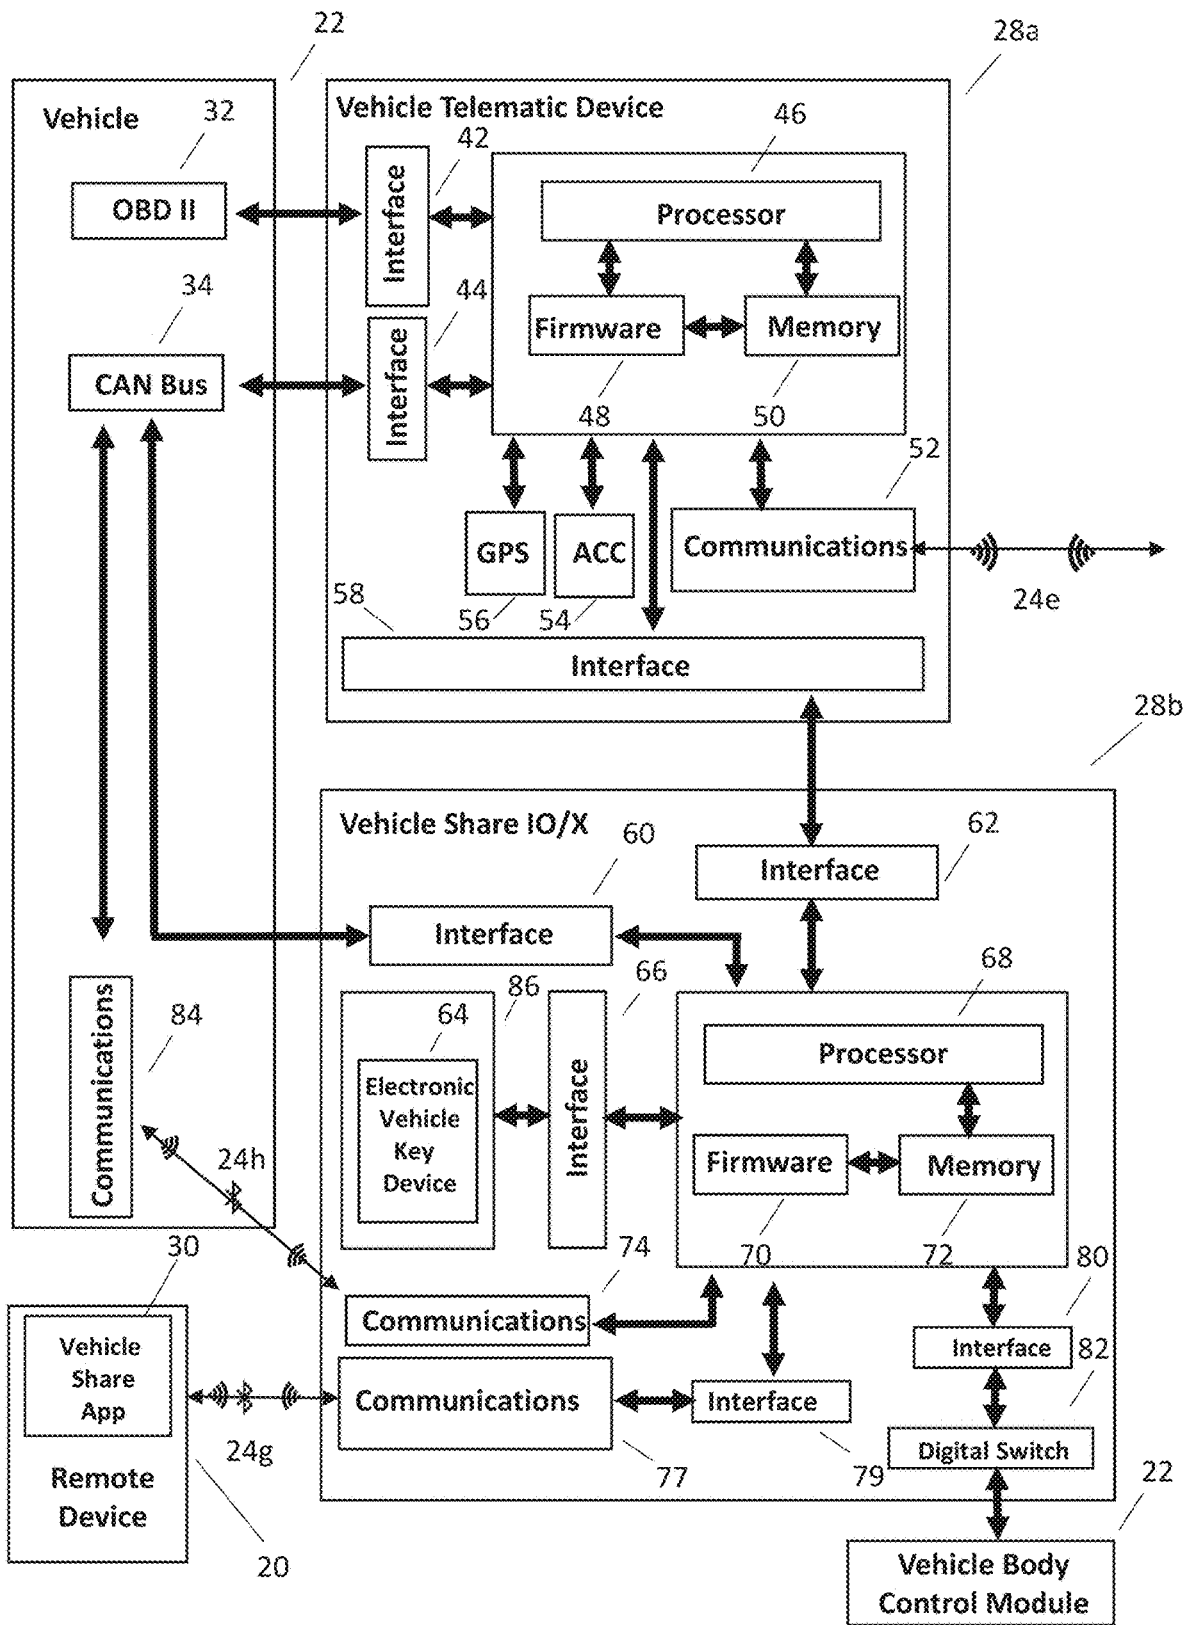 22
28a
Vehicle
Vehicle Telematic Device
32
42
46
OBD II
Interface
Processor
34
44
Firmware
Memory
CAN Bus
Interface
48
50
52
GPS
ACC
Communications
24e
58
56
54
Interface
28b
Vehicle Share IO/X
60
62
Interface
Interface
86
66
68
84
64
Processor
Communications
Electronic
Vehicle
Key
Device
Interface
24h
Firmware
Memory
30
74
70
72
80
Communications
Vehicle
Share
App
Interface
82
Communications
Interface
24g
Digital Switch
Remote
Device
77
79
22
20
Vehicle Body
Control Module